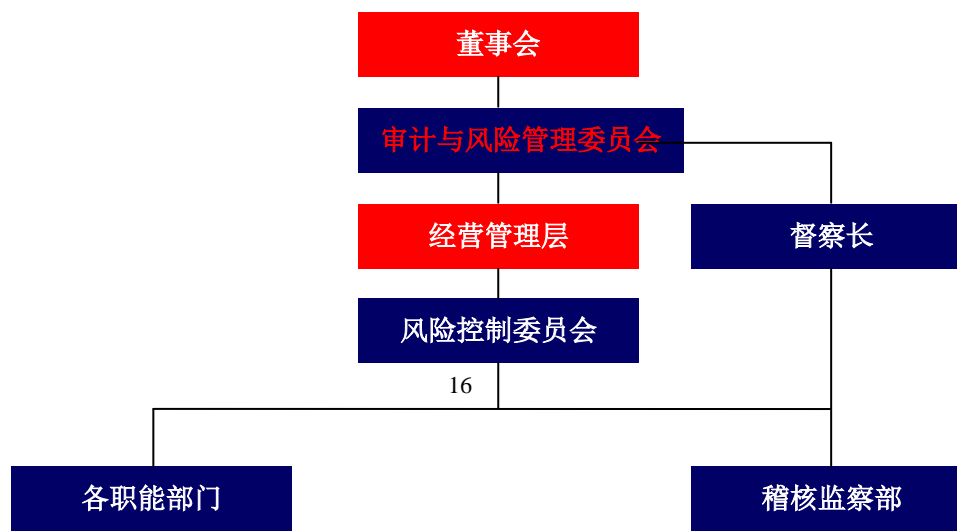 董事会
审计与风险管理委员会
经营管理层
督察长
风险控制委员会
16
各职能部门
稽核监察部